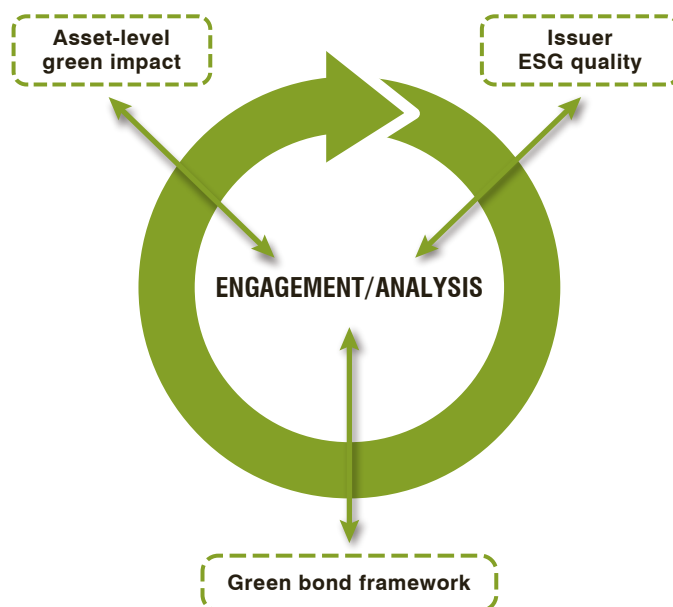 Asset-level
green impact
Issuer
ESG quality
ENGAGEMENT/ANALYSIS
Green bond framework